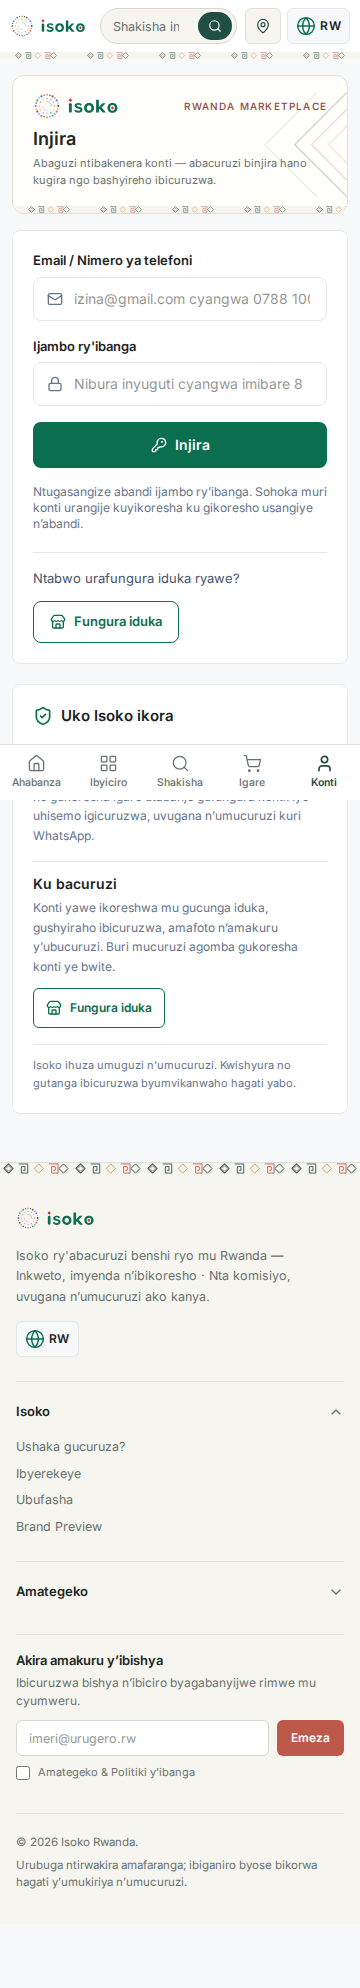 isoko
Shakisha in
RW
isoko
RWANDA MARKETPLACE
Injira
Abaguzi ntibakenera konti — abacuruzi binjira hano
kugira ngo bashyireho ibicuruzwa.
Email / Nimero ya telefoni
izina@gmail.com cyangwa 0788 100
Ijambo ry'ibanga
Nibura inyuguti cyangwa imibare 8
Injira
Ntugasangize abandi ijambo ry’ibanga. Sohoka muri
konti urangije kuyikoresha ku gikoresho usangiye
n’abandi.
Ntabwo urafungura iduka ryawe?
Fungura iduka
Uko Isoko ikora
Ahabanza
Ibyiciro
Shakisha
Igare
Konti
uhisemo igicuruzwa, uvugana n’umucuruzi kuri
WhatsApp.
Ku bacuruzi
Konti yawe ikoreshwa mu gucunga iduka,
gushyiraho ibicuruzwa, amafoto n’amakuru
y’ubucuruzi. Buri mucuruzi agomba gukoresha
konti ye bwite.
Fungura iduka
Isoko ihuza umuguzi n’umucuruzi. Kwishyura no
gutanga ibicuruzwa byumvikanwaho hagati yabo.
isoko
Isoko ry'abacuruzi benshi ryo mu Rwanda —
Inkweto, imyenda n’ibikoresho · Nta komisiyo,
uvugana n’umucuruzi ako kanya.
RW
Isoko
Ushaka gucuruza?
Ibyerekeye
Ubufasha
Brand Preview
Amategeko
Akira amakuru y’ibishya
Ibicuruzwa bishya n’ibiciro byagabanyijwe rimwe mu
cyumweru.
imeri@urugero.rw
Emeza
Amategeko & Politiki y'ibanga
© 2026 Isoko Rwanda.
Urubuga ntirwakira amafaranga; ibiganiro byose bikorwa
hagati y’umukiriya n’umucuruzi.